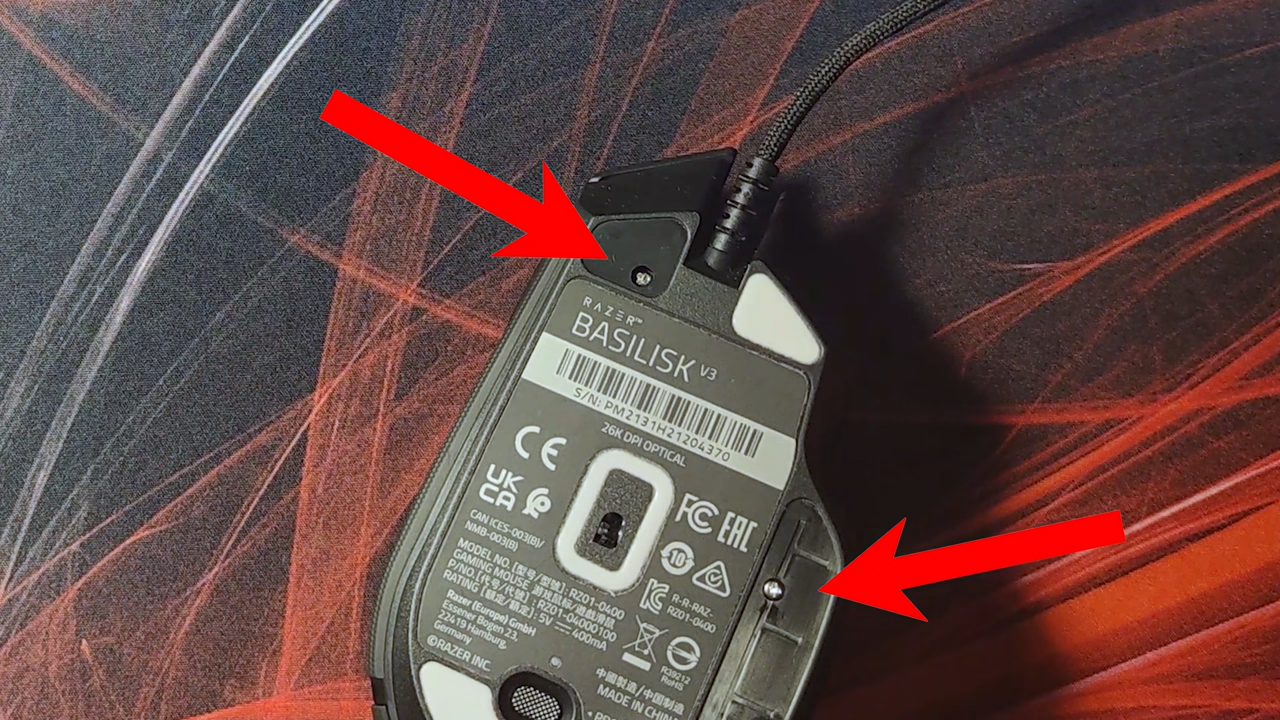 RAZER™
BASILISK V3
S/N: PM2131H21204370
26K DPI OPTICAL
CE
UK
CA
FC EAC
10
CAN ICES-003(B)/
NMB-003(B)
MODEL NO. [型号/型號]: RZ01-0400
GAMING MOUSE 游戏鼠标/遊戲滑鼠
P/NO. [代号/代號]: RZ01-04000100
RATING [额定/額定]: 5V ⎓ 400mA
Razer (Europe) GmbH
Essener Bogen 23,
22419 Hamburg,
Germany
©RAZER INC.
R-R-RAZ-
RZ01-0400
R39212
RoHS
中國製造/中国制造
MADE IN CHINA